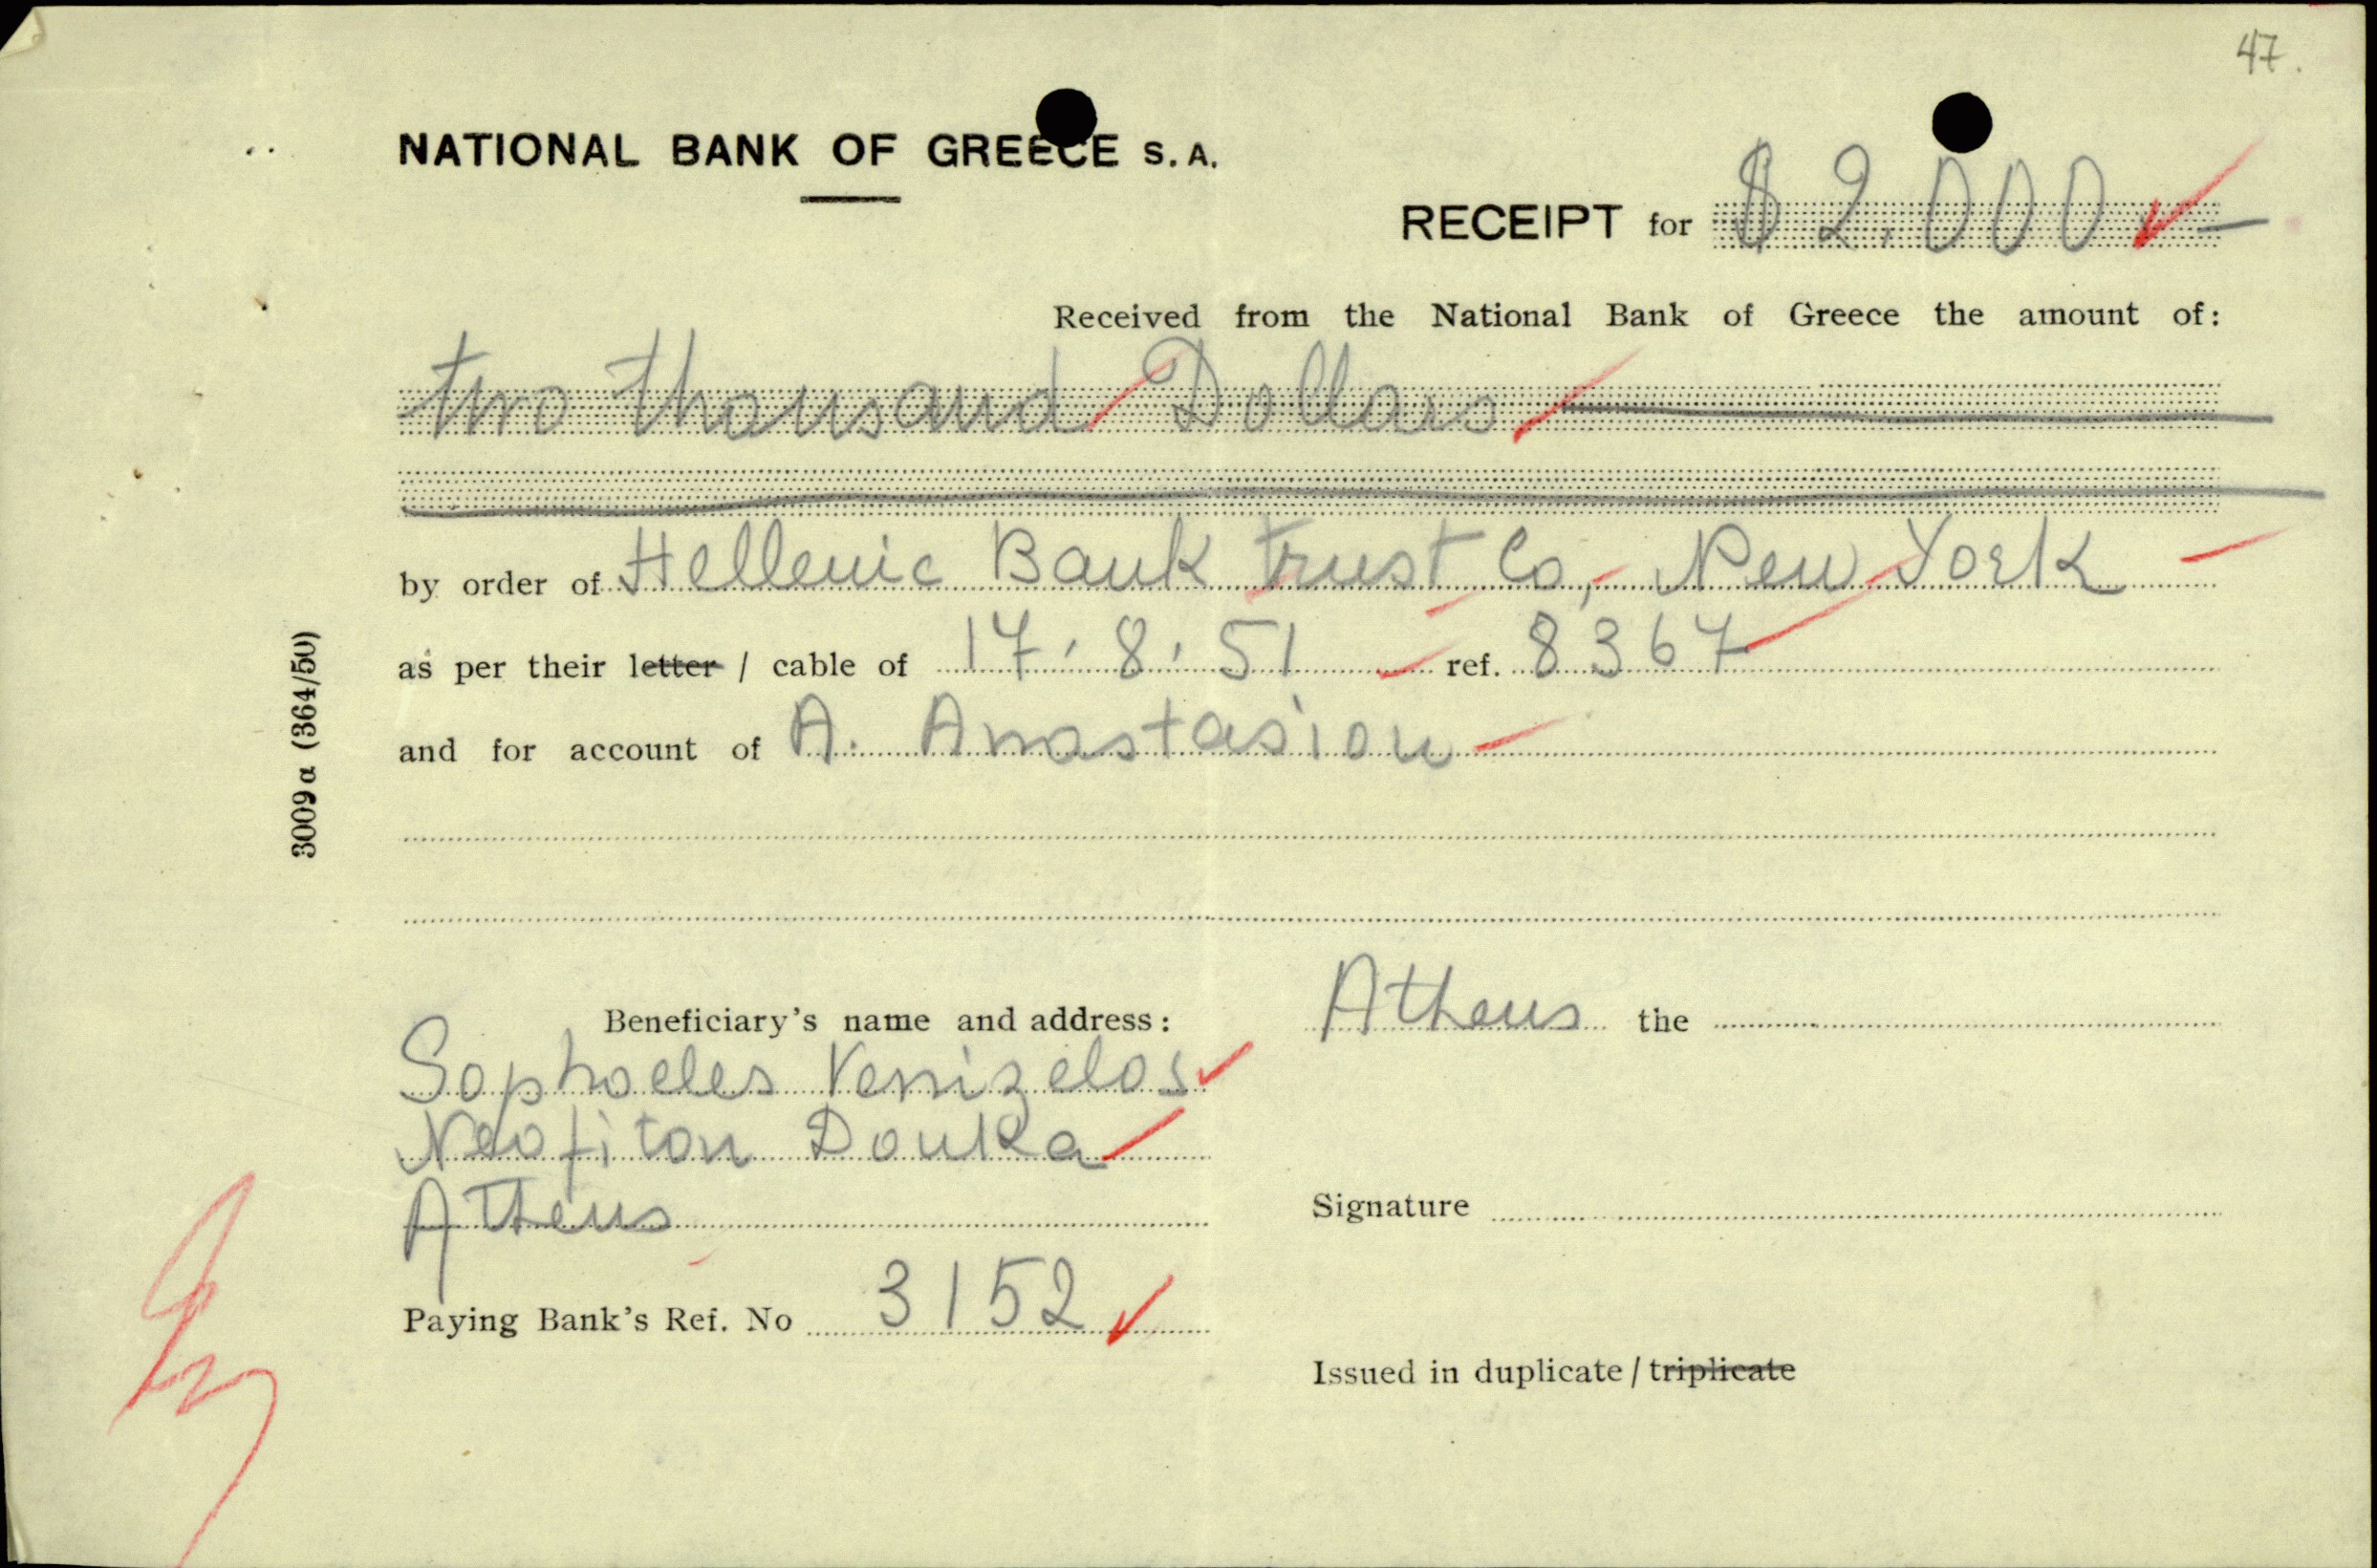 47.
NATIONAL BANK OF GREECE S. A.
RECEIPT for $ 2.000 —
Received from the National Bank of Greece the amount of:
two thousand Dollars
by order of Hellenic Bank Trust Co, New York
as per their letter / cable of 17.8.51 ref. 8367
and for account of A. Anastasiou
3009α (364/50)
Beneficiary's name and address:
Sophocles Venizelos
Neofiton Douka
Athens
Paying Bank's Ref. No 3152
Athens the
Signature
Issued in duplicate / triplicate